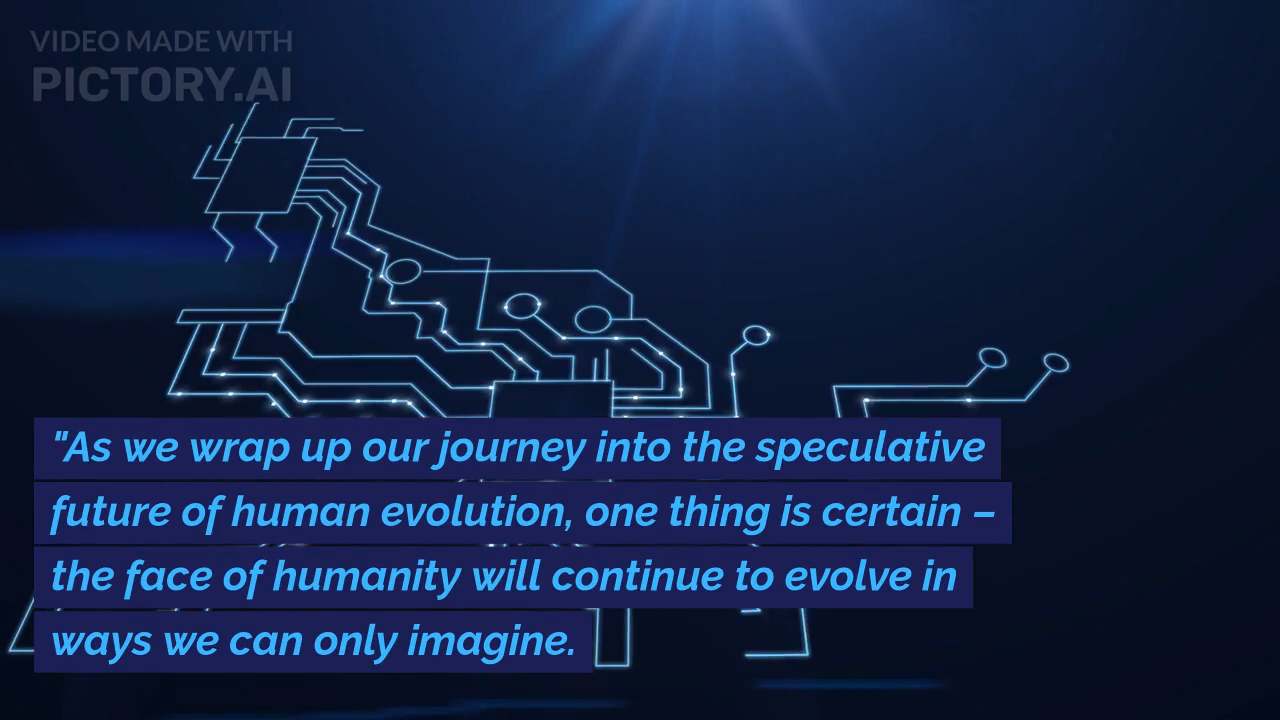 VIDEO MADE WITH
PICTORY.AI
"As we wrap up our journey into the speculative
future of human evolution, one thing is certain –
the face of humanity will continue to evolve in
ways we can only imagine.